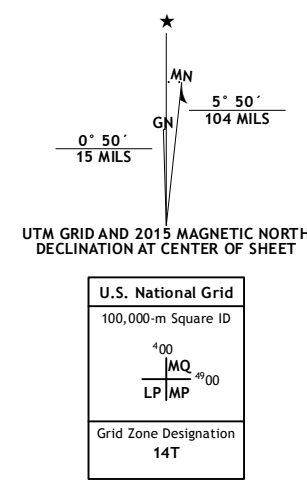 ★
MN
5° 50´
104 MILS
GN
0° 50´
15 MILS
UTM GRID AND 2015 MAGNETIC NORTH
DECLINATION AT CENTER OF SHEET
U.S. National Grid
100,000-m Square ID
⁴00
MQ
⁴⁹00
LP MP
Grid Zone Designation
14T